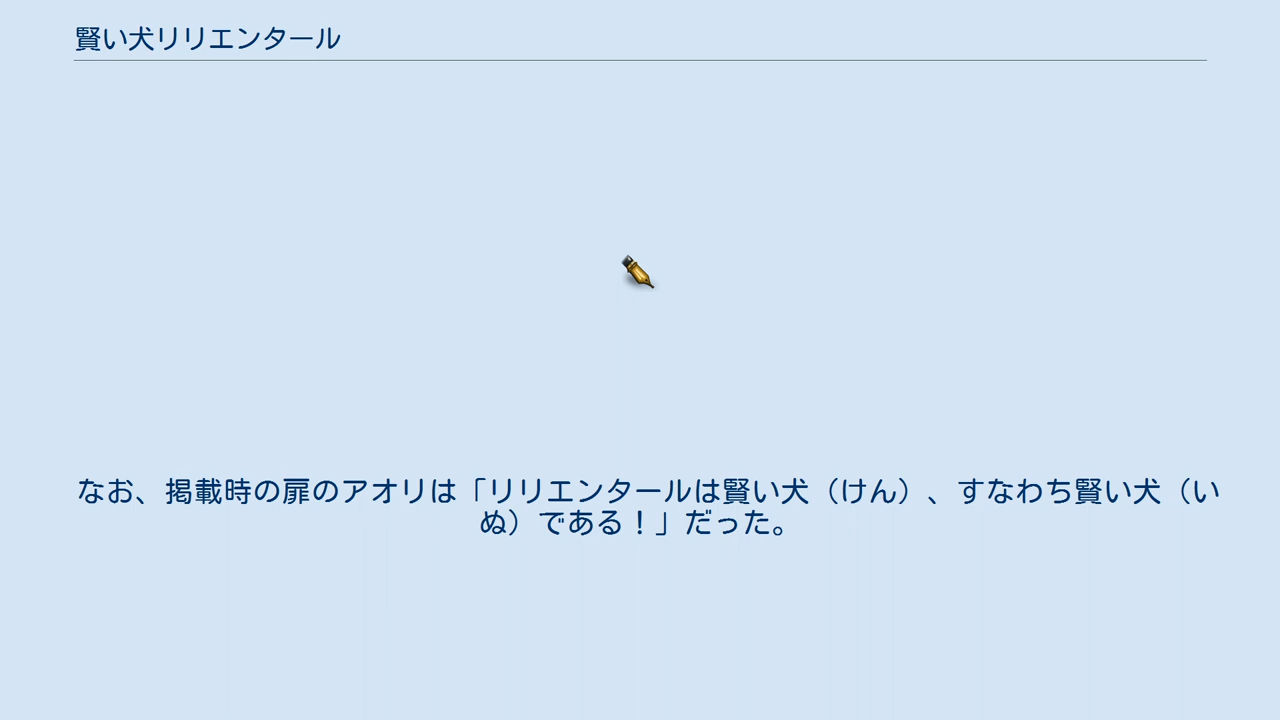 賢い犬リリエンタール
なお、掲載時の扉のアオリは「リリエンタールは賢い犬（けん）、すなわち賢い犬（い
ぬ）である！」だった。